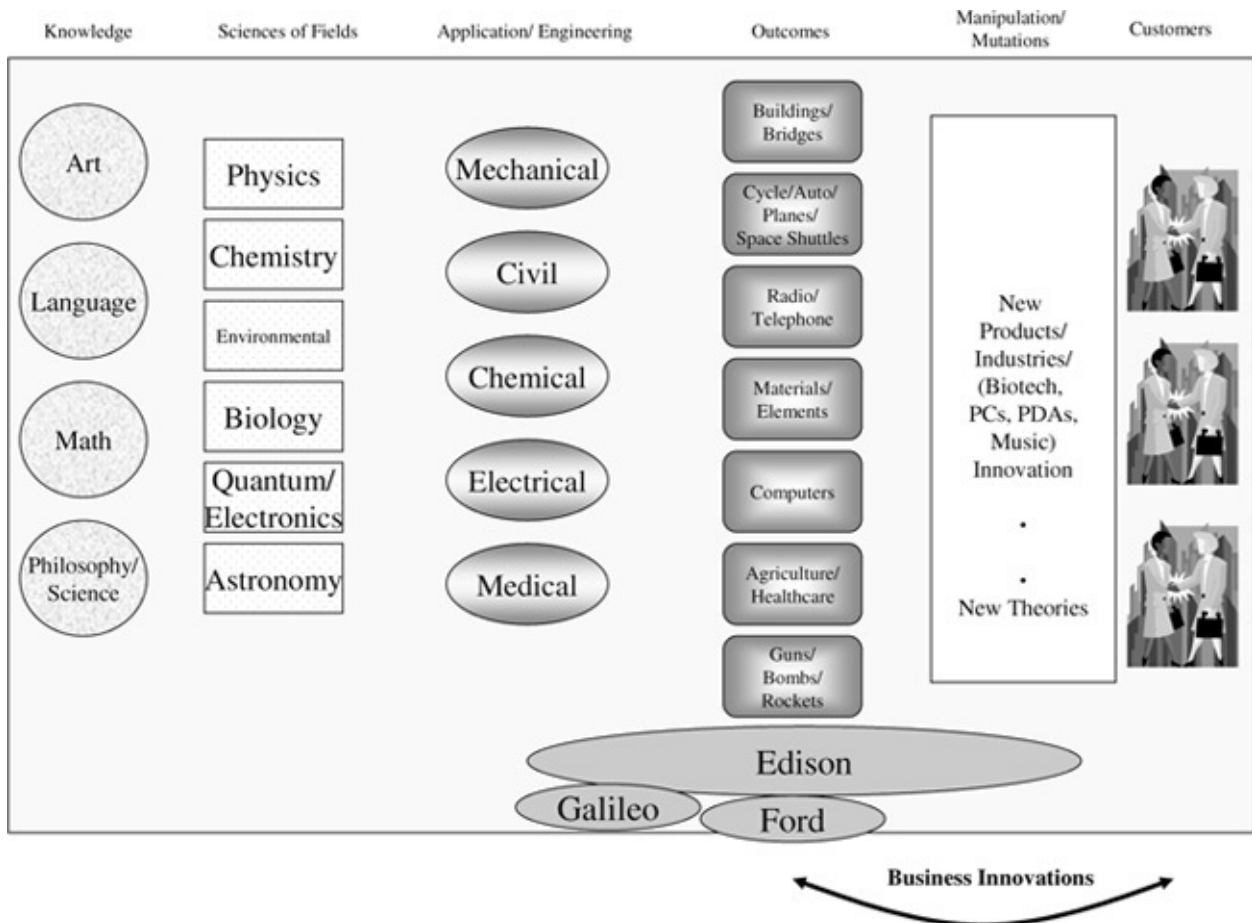 Knowledge
Sciences of Fields
Application/ Engineering
Outcomes
Manipulation/
Mutations
Customers
Art
Language
Math
Philosophy/
Science
Physics
Chemistry
Environmental
Biology
Quantum/
Electronics
Astronomy
Mechanical
Civil
Chemical
Electrical
Medical
Buildings/
Bridges
Cycle/Auto/
Planes/
Space Shuttles
Radio/
Telephone
Materials/
Elements
Computers
Agriculture/
Healthcare
Guns/
Bombs/
Rockets
New
Products/
Industries/
(Biotech,
PCs, PDAs,
Music)
Innovation
.
.
New Theories
Edison
Galileo
Ford
Business Innovations